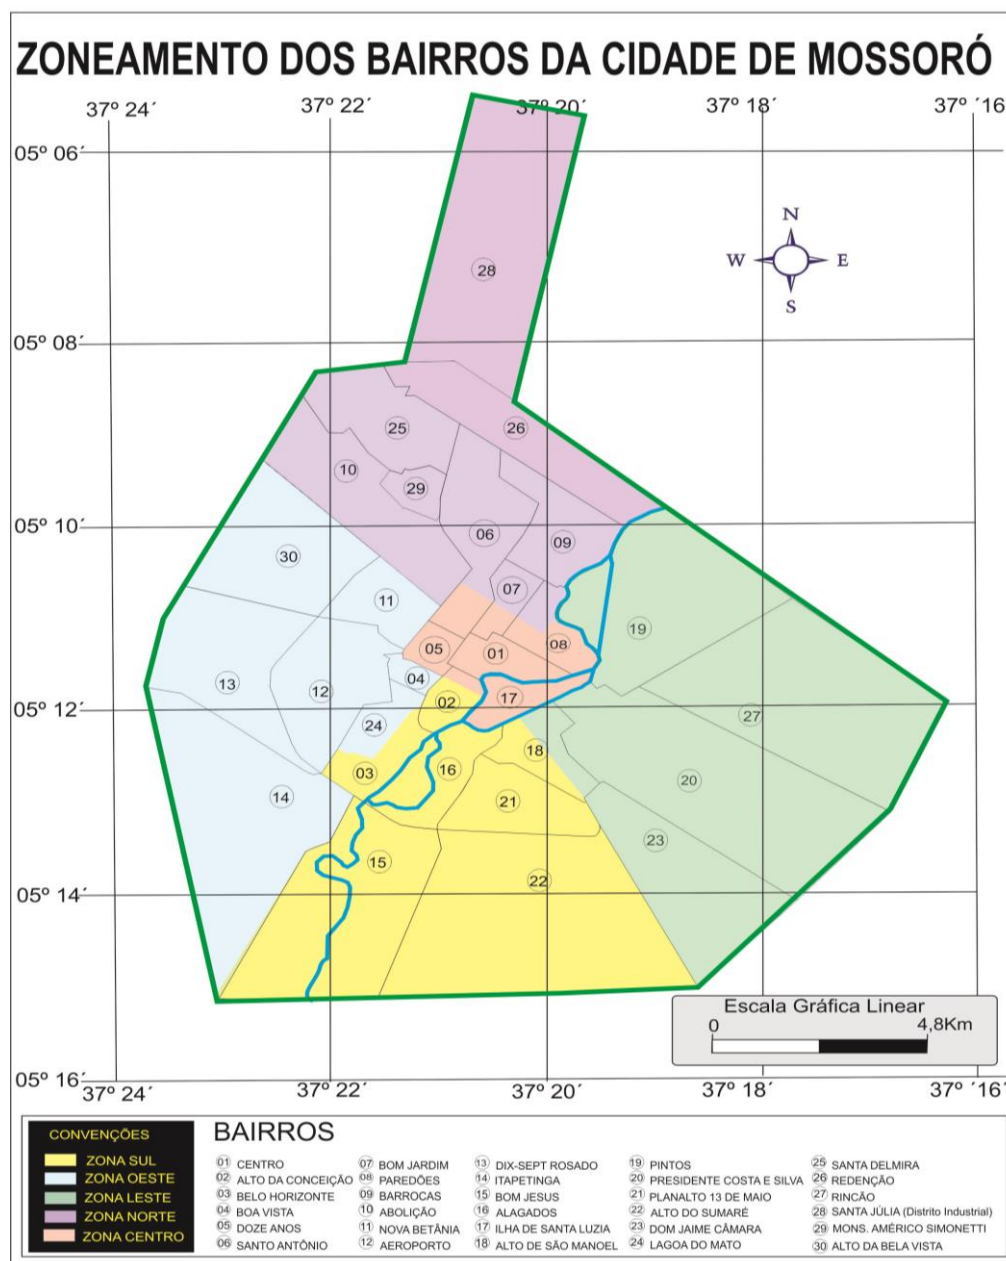 ZONEAMENTO DOS BAIRROS DA CIDADE DE MOSSORÓ
37º 24´ 37º 22´ 37º 20´ 37º 18´ 37º ´16
05º 06´
N
W E
S
28
05º 08´
25
26
10
29
05º 10´
06
09
30
07
11
19
08
05
01
04
13
12
02
17
05º 12´
27
24
18
03
16
20
14
21
23
15
22
05º 14´
Escala Gráfica Linear
0 4,8Km
05º 16´
37º 24´ 37º 22´ 37º 20´ 37º 18´ 37º ´16
CONVENÇÕES
ZONA SUL
ZONA OESTE
ZONA LESTE
ZONA NORTE
ZONA CENTRO
BAIRROS
01 CENTRO
02 ALTO DA CONCEIÇÃO
03 BELO HORIZONTE
04 BOA VISTA
05 DOZE ANOS
06 SANTO ANTÔNIO
07 BOM JARDIM
08 PAREDÕES
09 BARROCAS
10 ABOLIÇÃO
11 NOVA BETÂNIA
12 AEROPORTO
13 DIX-SEPT ROSADO
14 ITAPETINGA
15 BOM JESUS
16 ALAGADOS
17 ILHA DE SANTA LUZIA
18 ALTO DE SÃO MANOEL
19 PINTOS
20 PRESIDENTE COSTA E SILVA
21 PLANALTO 13 DE MAIO
22 ALTO DO SUMARÉ
23 DOM JAIME CÂMARA
24 LAGOA DO MATO
25 SANTA DELMIRA
26 REDENÇÃO
27 RINCÃO
28 SANTA JÚLIA (Distrito Industrial)
29 MONS. AMÉRICO SIMONETTI
30 ALTO DA BELA VISTA